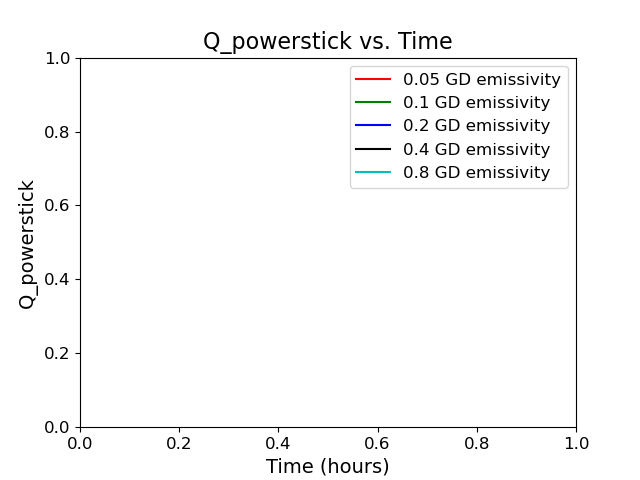 Q_powerstick vs. Time
1.0
0.8
0.6
0.4
0.2
0.0
Q_powerstick
0.05 GD emissivity
0.1 GD emissivity
0.2 GD emissivity
0.4 GD emissivity
0.8 GD emissivity
0.0 0.2 0.4 0.6 0.8 1.0
Time (hours)